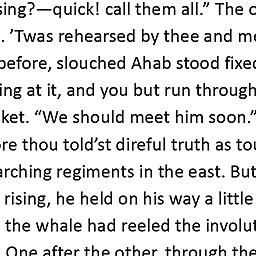 sing?—quick! call them all.” The
. ’Twas rehearsed by thee and me
before, slouched Ahab stood fixed
ing at it, and you but run through
ket. “We should meet him soon.”
re thou told’st direful truth as to
arching regiments in the east. But
rising, he held on his way a little
the whale had reeled the involut
One after the other, through the